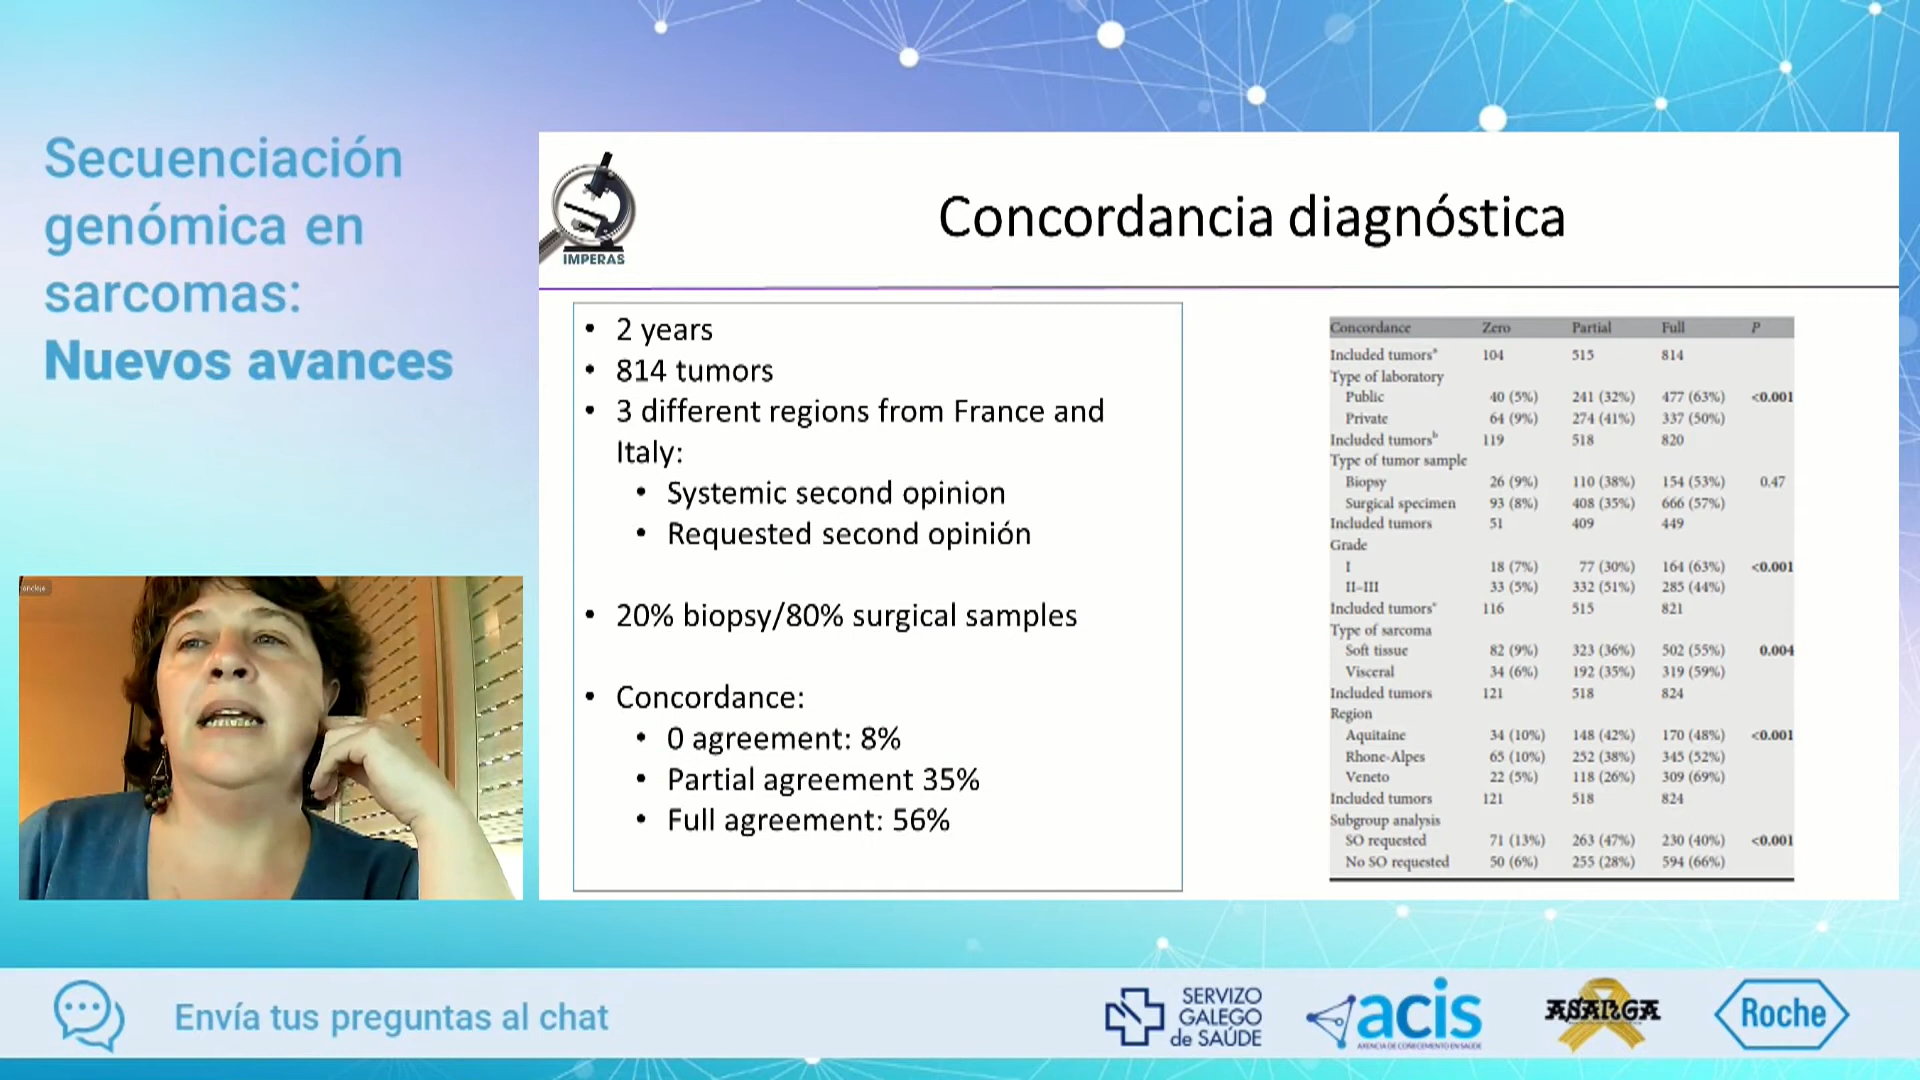 Secuenciación
genómica en
sarcomas:
Nuevos avances
IMPERAS
Concordancia diagnóstica
• 2 years
• 814 tumors
• 3 different regions from France and
Italy:
• Systemic second opinion
• Requested second opinión
• 20% biopsy/80% surgical samples
• Concordance:
• 0 agreement: 8%
• Partial agreement 35%
• Full agreement: 56%
Concordance Zero Partial Full P
Included tumorsᵃ 104 515 814
Type of laboratory
Public 40 (5%) 241 (32%) 477 (63%) <0.001
Private 64 (9%) 274 (41%) 337 (50%)
Included tumorsᵇ 119 518 820
Type of tumor sample
Biopsy 26 (9%) 110 (38%) 154 (53%) 0.47
Surgical specimen 93 (8%) 408 (35%) 666 (57%)
Included tumors 51 409 449
Grade
I 18 (7%) 77 (30%) 164 (63%) <0.001
II–III 33 (5%) 332 (51%) 285 (44%)
Included tumorsᶜ 116 515 821
Type of sarcoma
Soft tissue 82 (9%) 323 (36%) 502 (55%) 0.004
Visceral 34 (6%) 192 (35%) 319 (59%)
Included tumors 121 518 824
Region
Aquitaine 34 (10%) 148 (42%) 170 (48%) <0.001
Rhone-Alpes 65 (10%) 252 (38%) 345 (52%)
Veneto 22 (5%) 118 (26%) 309 (69%)
Included tumors 121 518 824
Subgroup analysis
SO requested 71 (13%) 263 (47%) 230 (40%) <0.001
No SO requested 50 (6%) 255 (28%) 594 (66%)
Envía tus preguntas al chat
SERVIZO
GALEGO
de SAÚDE
acis
AXENCIA DE COÑECEMENTO EN SAÚDE
ASARGA
Roche